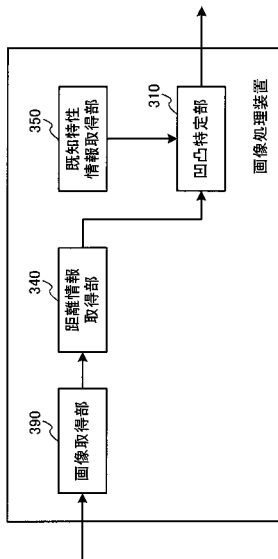 390
画像取得部
340
距離情報
取得部
350
既知特性
情報取得部
310
凹凸特定部
画像処理装置